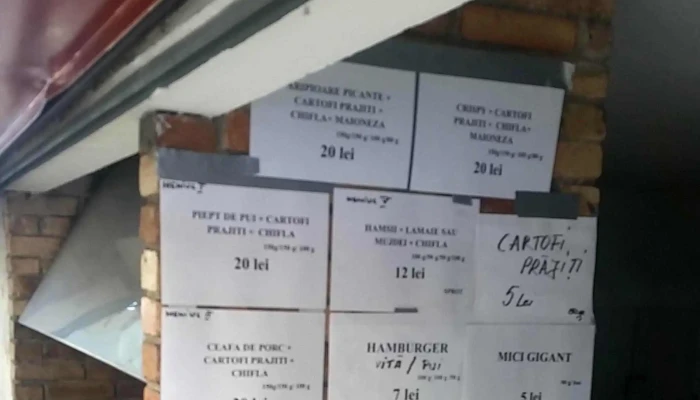 ARIPIOARE PICANTE +
CARTOFI PRAJITI +
CHIFLA+ MAIONEZA
20 lei
CRISPY + CARTOFI
PRAJITI + CHIFLA+
MAIONEZA
20 lei
PIEPT DE PUI + CARTOFI
PRAJITI + CHIFLA
20 lei
HAMSII + LAMAIE SAU
MUJDEI + CHIFLA
12 lei
CARTOFI
PRĂJIȚI
5 Lei
CEAFA DE PORC +
CARTOFI PRAJITI +
CHIFLA
HAMBURGER
VITĂ / PUI
7 lei
MICI GIGANT
5 lei